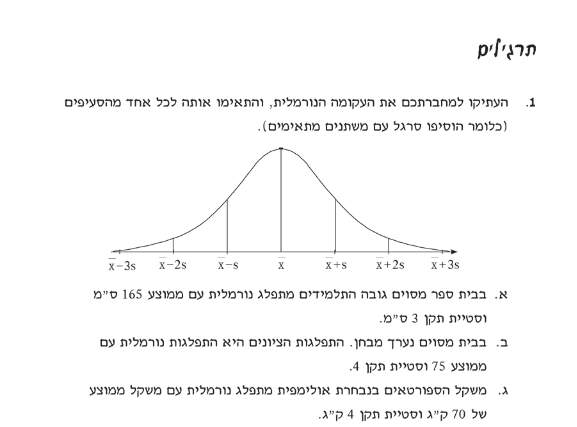 תרגילים
1. העתיקו למחברתכם את העקומה הנורמלית, והתאימו אותה לכל אחד מהסעיפים
(כלומר הוסיפו סרגל עם משתנים מתאימים).
x̄−3s x̄−2s x̄−s x̄ x̄+s x̄+2s x̄+3s
א. בבית ספר מסוים גובה התלמידים מתפלג נורמלית עם ממוצע 165 ס"מ
וסטיית תקן 3 ס"מ.
ב. בבית מסוים נערך מבחן. התפלגות הציונים היא התפלגות נורמלית עם
ממוצע 75 וסטיית תקן 4.
ג. משקל הספורטאים בנבחרת אולימפית מתפלג נורמלית עם משקל ממוצע
של 70 ק"ג וסטיית תקן 4 ק"ג.